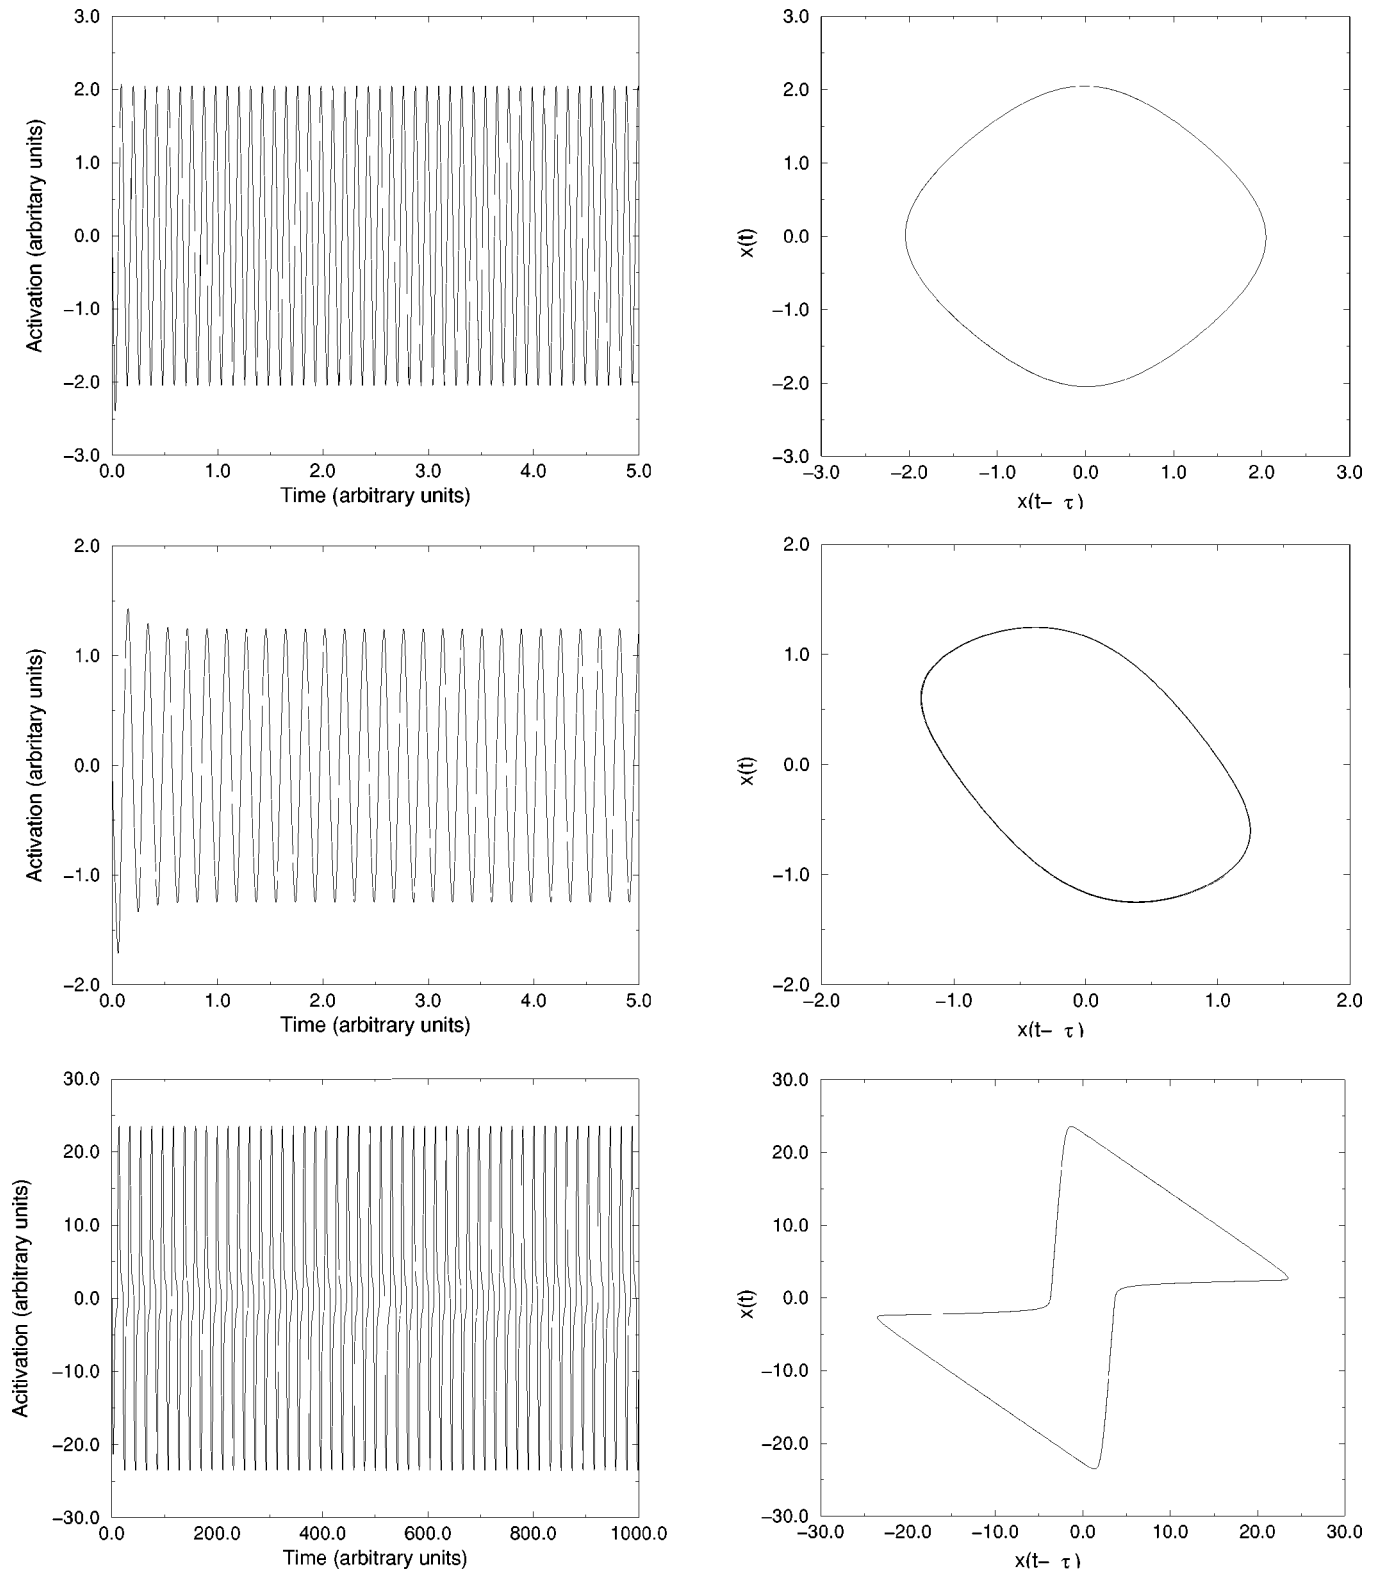 3.0
2.0
1.0
0.0
−1.0
−2.0
−3.0
Activation (arbritary units)
0.0 1.0 2.0 3.0 4.0 5.0
Time (arbitrary units)
3.0
2.0
1.0
0.0
−1.0
−2.0
−3.0
x(t)
−3.0 −2.0 −1.0 0.0 1.0 2.0 3.0
x(t− τ)
2.0
1.0
0.0
−1.0
−2.0
Activation (arbritary units)
0.0 1.0 2.0 3.0 4.0 5.0
Time (arbitrary units)
2.0
1.0
0.0
−1.0
−2.0
x(t)
−2.0 −1.0 0.0 1.0 2.0
x(t− τ)
30.0
20.0
10.0
0.0
−10.0
−20.0
−30.0
Acitivation (arbitrary units)
0.0 200.0 400.0 600.0 800.0 1000.0
Time (arbitrary units)
30.0
20.0
10.0
0.0
−10.0
−20.0
−30.0
x(t)
−30.0 −20.0 −10.0 0.0 10.0 20.0 30.0
x(t− τ)